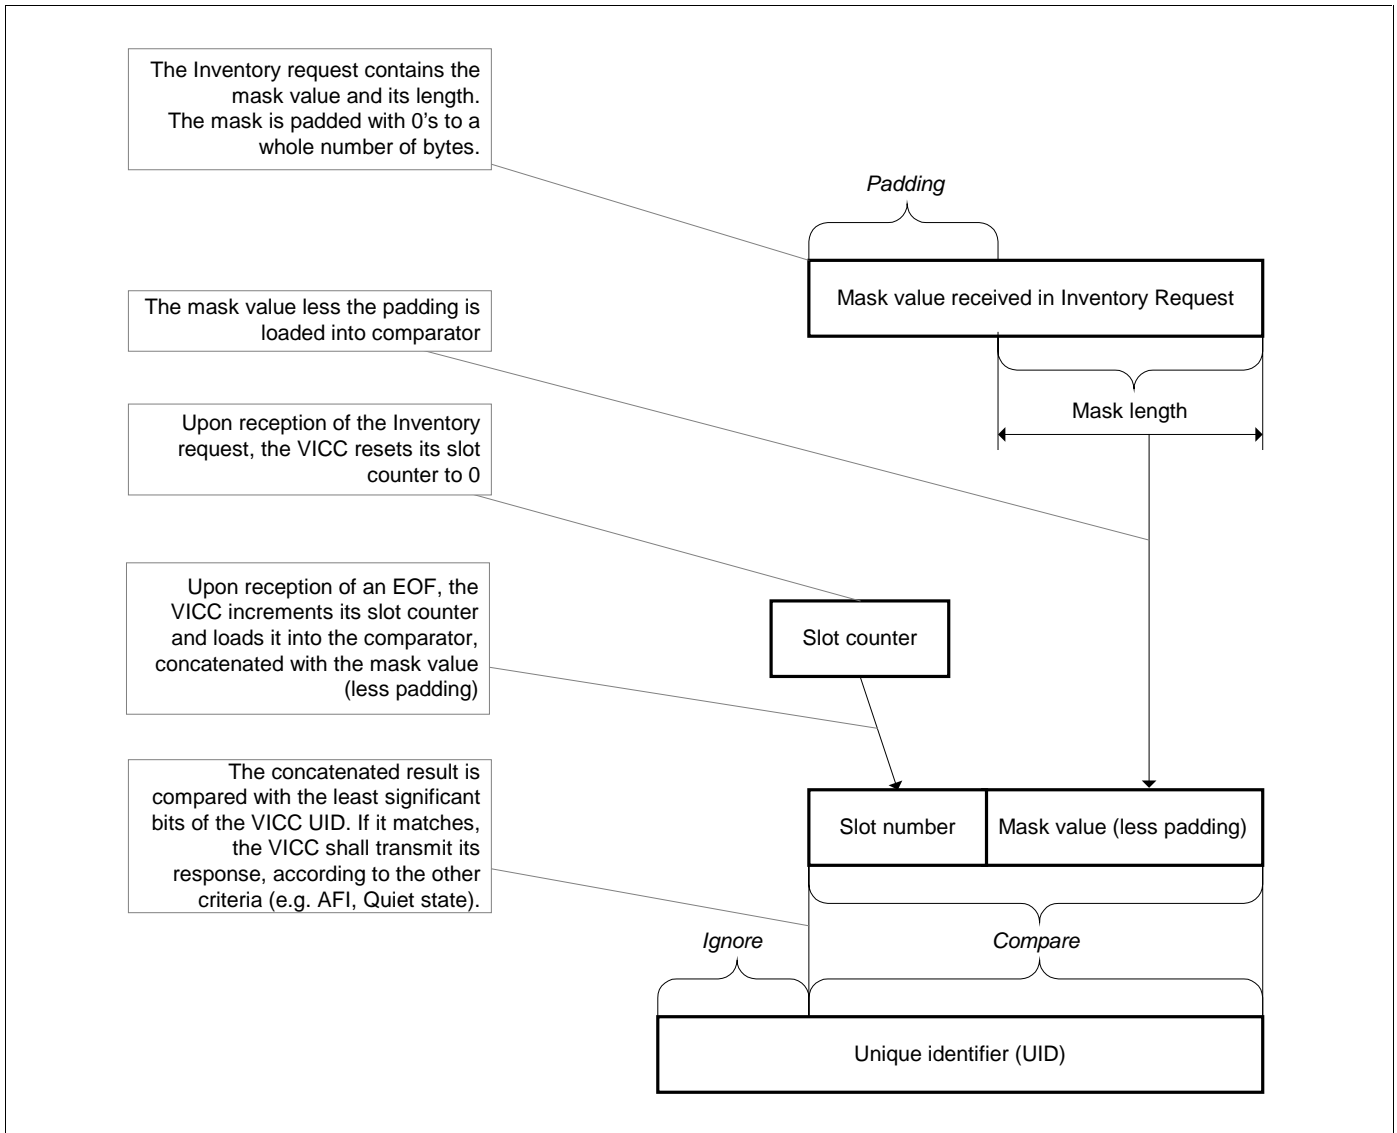 The Inventory request contains the
mask value and its length.
The mask is padded with 0's to a
whole number of bytes.
Padding
Mask value received in Inventory Request
The mask value less the padding is
loaded into comparator
Mask length
Upon reception of the Inventory
request, the VICC resets its slot
counter to 0
Upon reception of an EOF, the
VICC increments its slot counter
and loads it into the comparator,
concatenated with the mask value
(less padding)
Slot counter
The concatenated result is
compared with the least significant
bits of the VICC UID. If it matches,
the VICC shall transmit its
response, according to the other
criteria (e.g. AFI, Quiet state).
Slot number
Mask value (less padding)
Ignore
Compare
Unique identifier (UID)